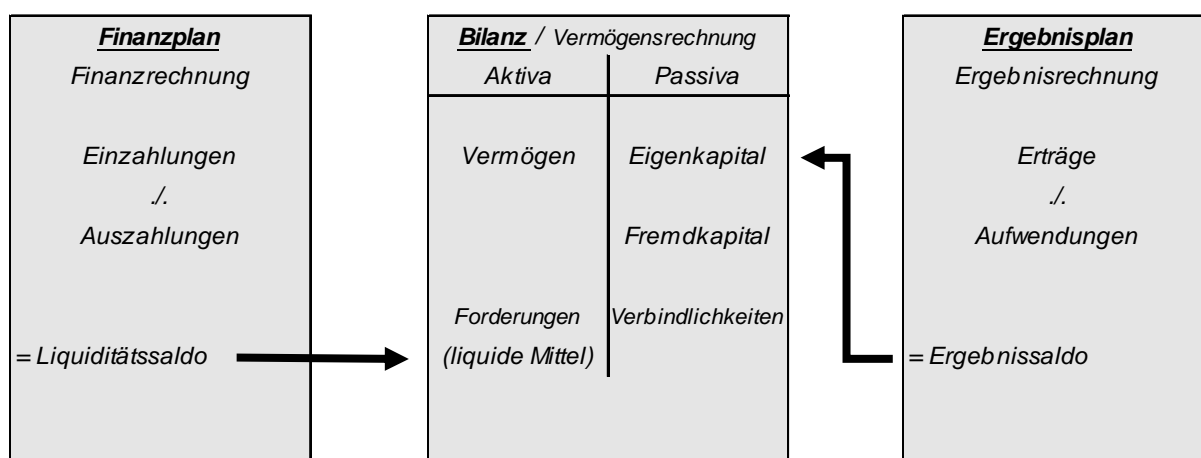 Finanzplan
Finanzrechnung
Einzahlungen
./.
Auszahlungen
= Liquiditätssaldo
Bilanz / Vermögensrechnung
Aktiva Passiva
Vermögen Eigenkapital
Fremdkapital
Forderungen Verbindlichkeiten
(liquide Mittel)
Ergebnisplan
Ergebnisrechnung
Erträge
./.
Aufwendungen
= Ergebnissaldo